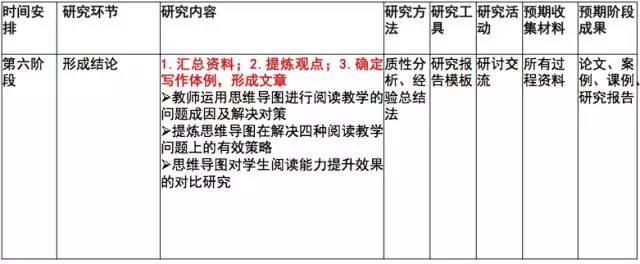 时间安
排
研究环节
研究内容
研究方
法
研究工
具
研究活
动
预期收
集材料
预期阶段
成果
第六阶
段
形成结论
1.汇总资料；2.提炼观点；3.确定
写作体例，形成文章
➢教师运用思维导图进行阅读教学的
问题成因及解决对策
➢提炼思维导图在解决四种阅读教学
问题上的有效策略
➢思维导图对学生阅读能力提升效果
的对比研究
质性分
析、经
验总结
法
研究报
告模板
研讨交
流
所有过
程资料
论文、案
例、课例、
研究报告